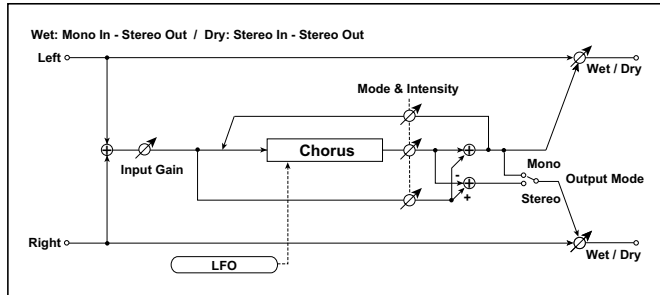 Wet: Mono In - Stereo Out / Dry: Stereo In - Stereo Out
Left
Wet / Dry
Mode & Intensity
Chorus
Input Gain
Mono
Output Mode
-
+
Stereo
Right
Wet / Dry
LFO